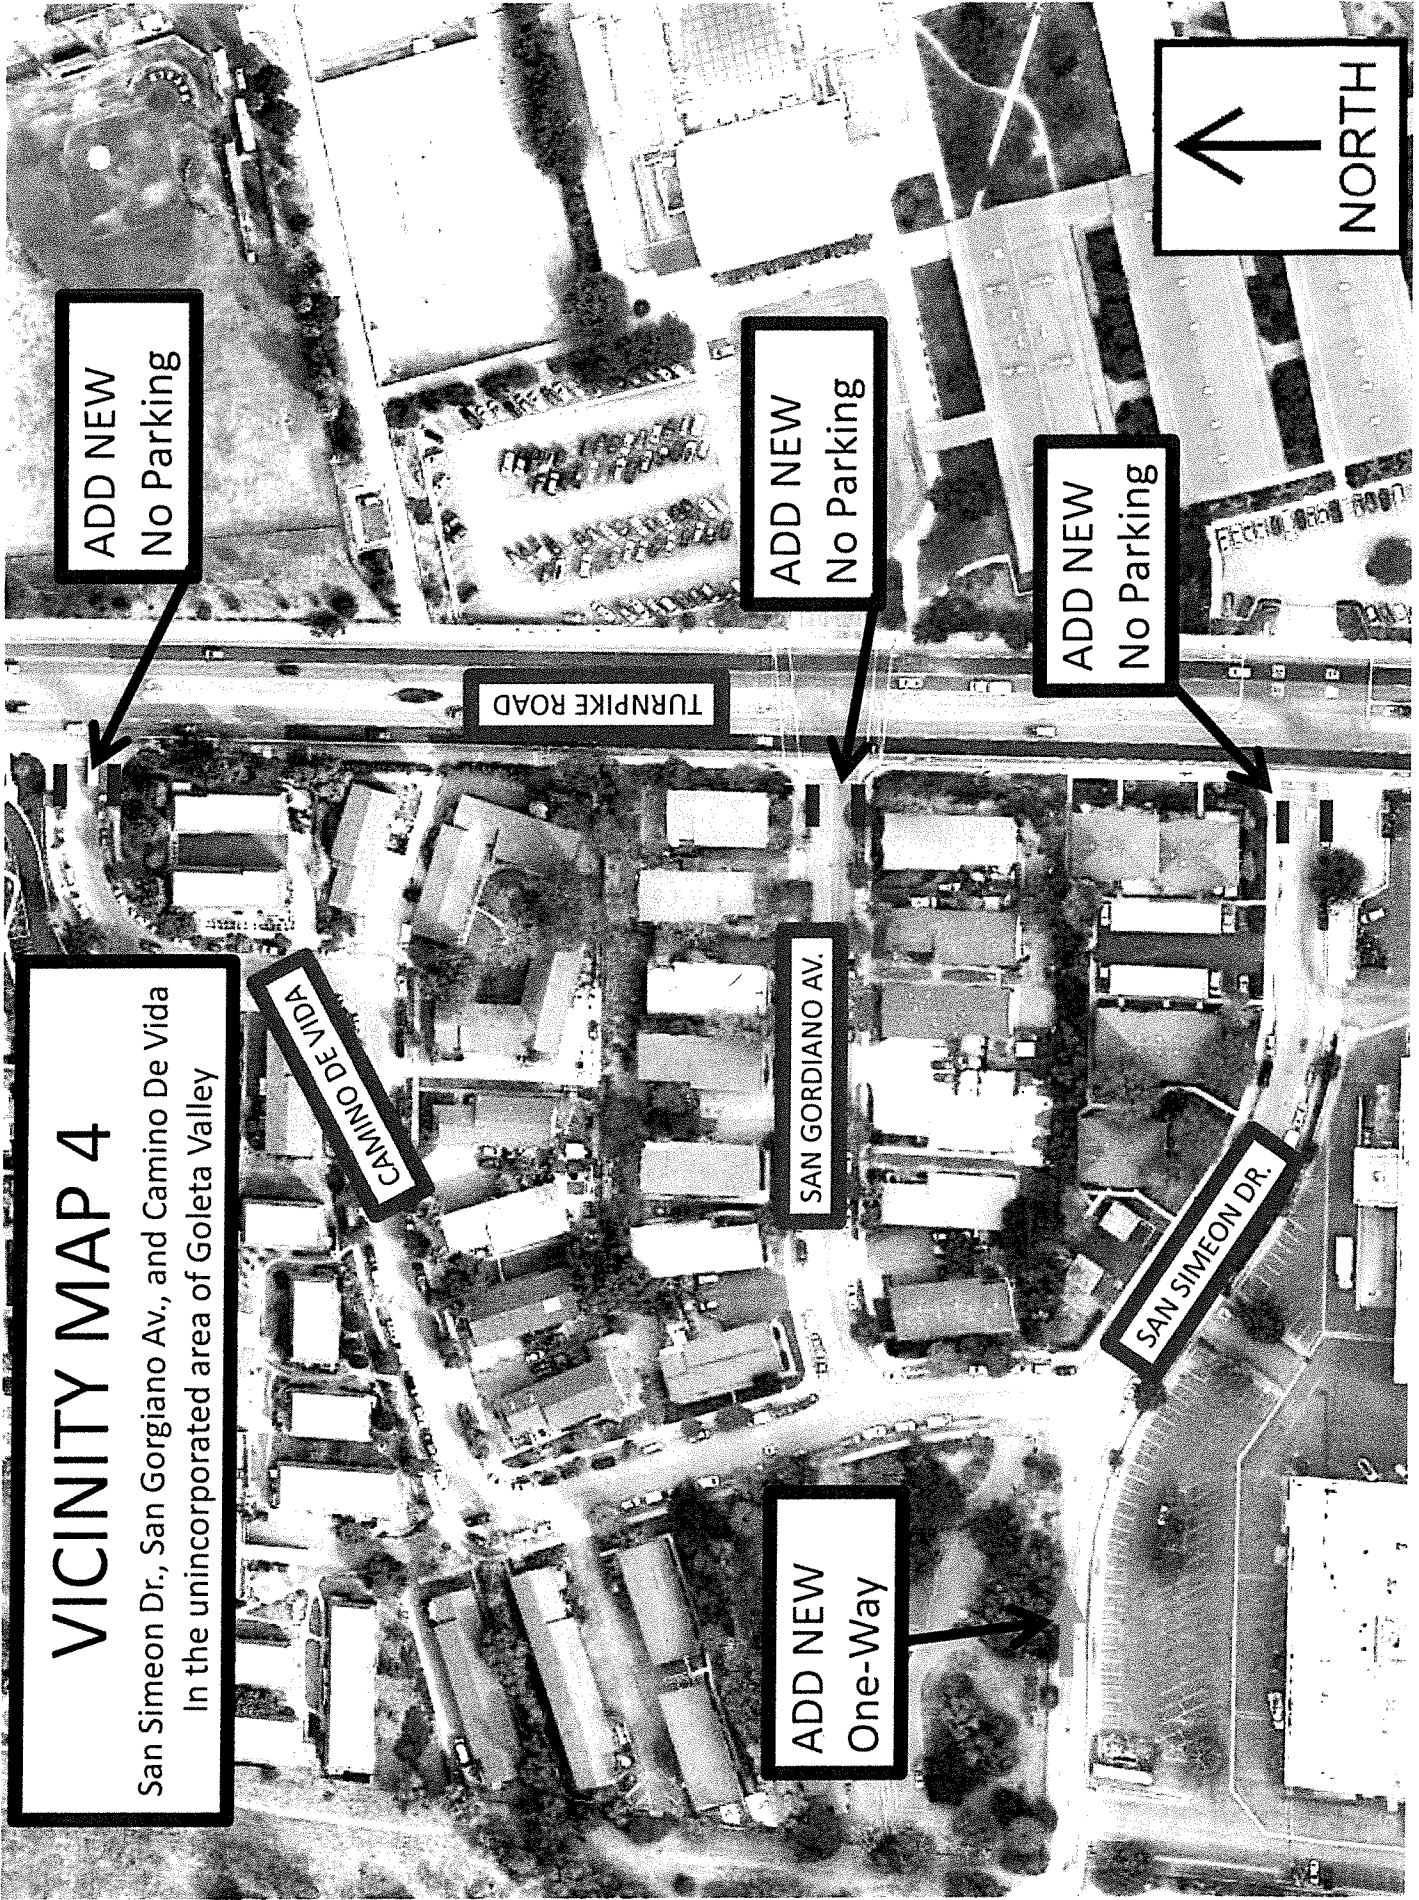 VICINITY MAP 4
San Simeon Dr., San Gorgiano Av., and Camino De Vida
In the unincorporated area of Goleta Valley
ADD NEW
No Parking
CAMINO DE VIDA
TURNPIKE ROAD
ADD NEW
No Parking
SAN GORDIANO AV.
ADD NEW
One-Way
ADD NEW
No Parking
SAN SIMEON DR.
NORTH